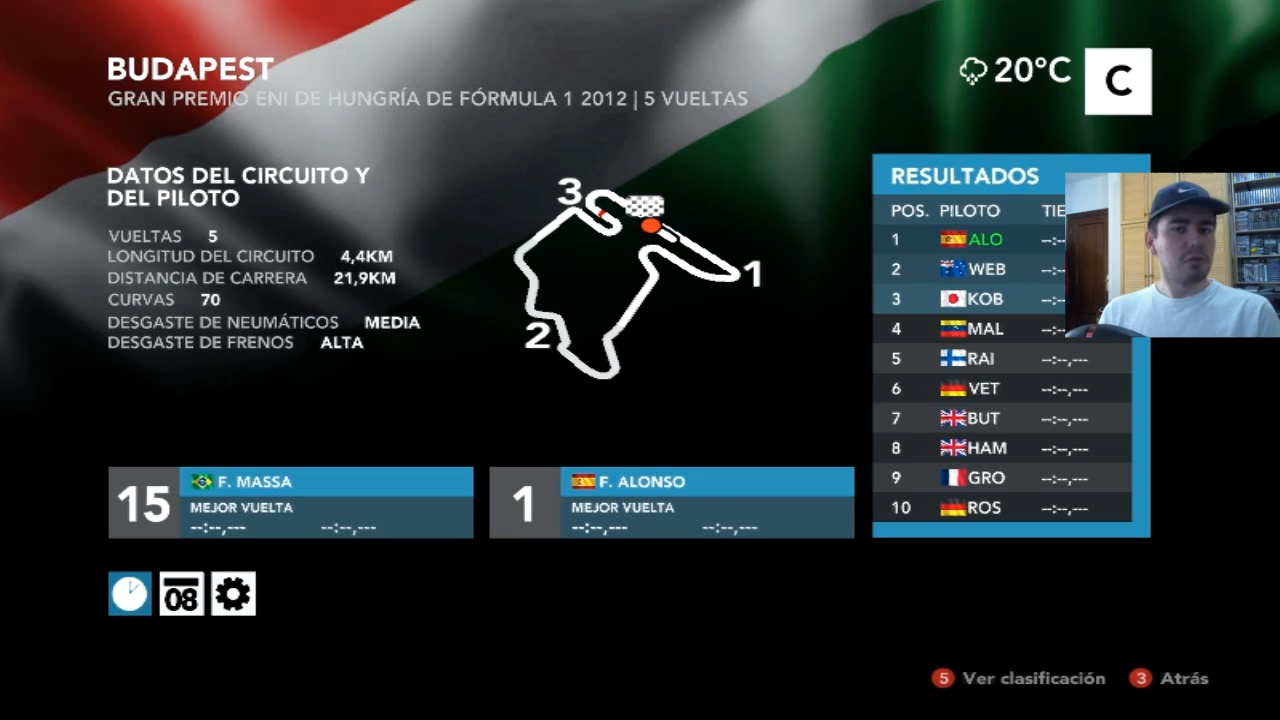 BUDAPEST
GRAN PREMIO ENI DE HUNGRÍA DE FÓRMULA 1 2012 | 5 VUELTAS
20°C
C
DATOS DEL CIRCUITO Y
DEL PILOTO
VUELTAS 5
LONGITUD DEL CIRCUITO 4,4KM
DISTANCIA DE CARRERA 21,9KM
CURVAS 70
DESGASTE DE NEUMÁTICOS MEDIA
DESGASTE DE FRENOS ALTA
3
1
2
RESULTADOS
POS. PILOTO TIE
1 ALO --:--
2 WEB --:--
3 KOB --:--
4 MAL --:--,---
5 RAI --:--,---
6 VET --:--,---
7 BUT --:--,---
8 HAM --:--,---
9 GRO --:--,---
10 ROS --:--,---
15 F. MASSA
MEJOR VUELTA
--:--,--- --:--,---
1 F. ALONSO
MEJOR VUELTA
--:--,--- --:--,---
08
5 Ver clasificación 3 Atrás